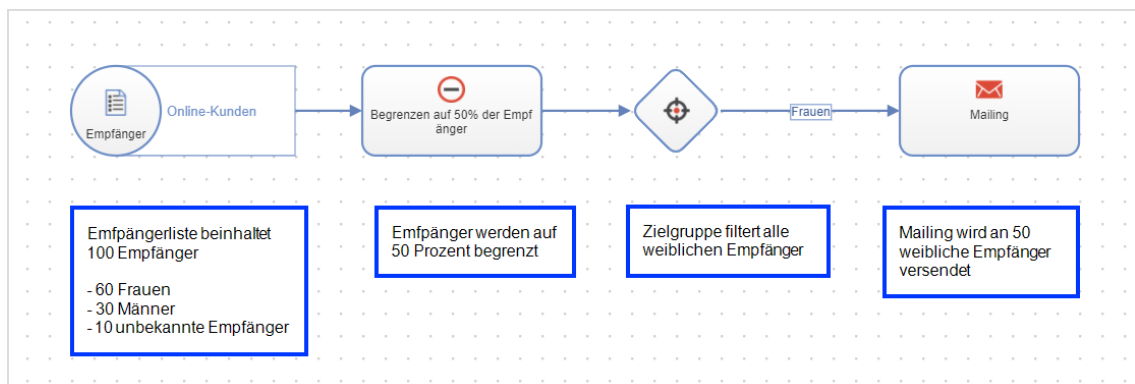 Empfänger
Online-Kunden
Begrenzen auf 50% der Empf
änger
Frauen
Mailing
Emfpängerliste beinhaltet
100 Empfänger
- 60 Frauen
- 30 Männer
- 10 unbekannte Empfänger
Emfpänger werden auf
50 Prozent begrenzt
Zielgruppe filtert alle
weiblichen Empfänger
Mailing wird an 50
weibliche Empfänger
versendet